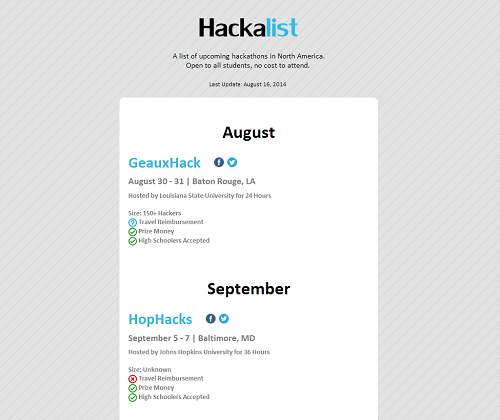 Hackalist
A list of upcoming hackathons in North America.
Open to all students, no cost to attend.
Last Update: August 16, 2014
August
GeauxHack
August 30 - 31 | Baton Rouge, LA
Hosted by Louisiana State University for 24 Hours
Size: 150+ Hackers
Travel Reimbursement
Prize Money
High Schoolers Accepted
September
HopHacks
September 5 - 7 | Baltimore, MD
Hosted by Johns Hopkins University for 36 Hours
Size: Unknown
Travel Reimbursement
Prize Money
High Schoolers Accepted